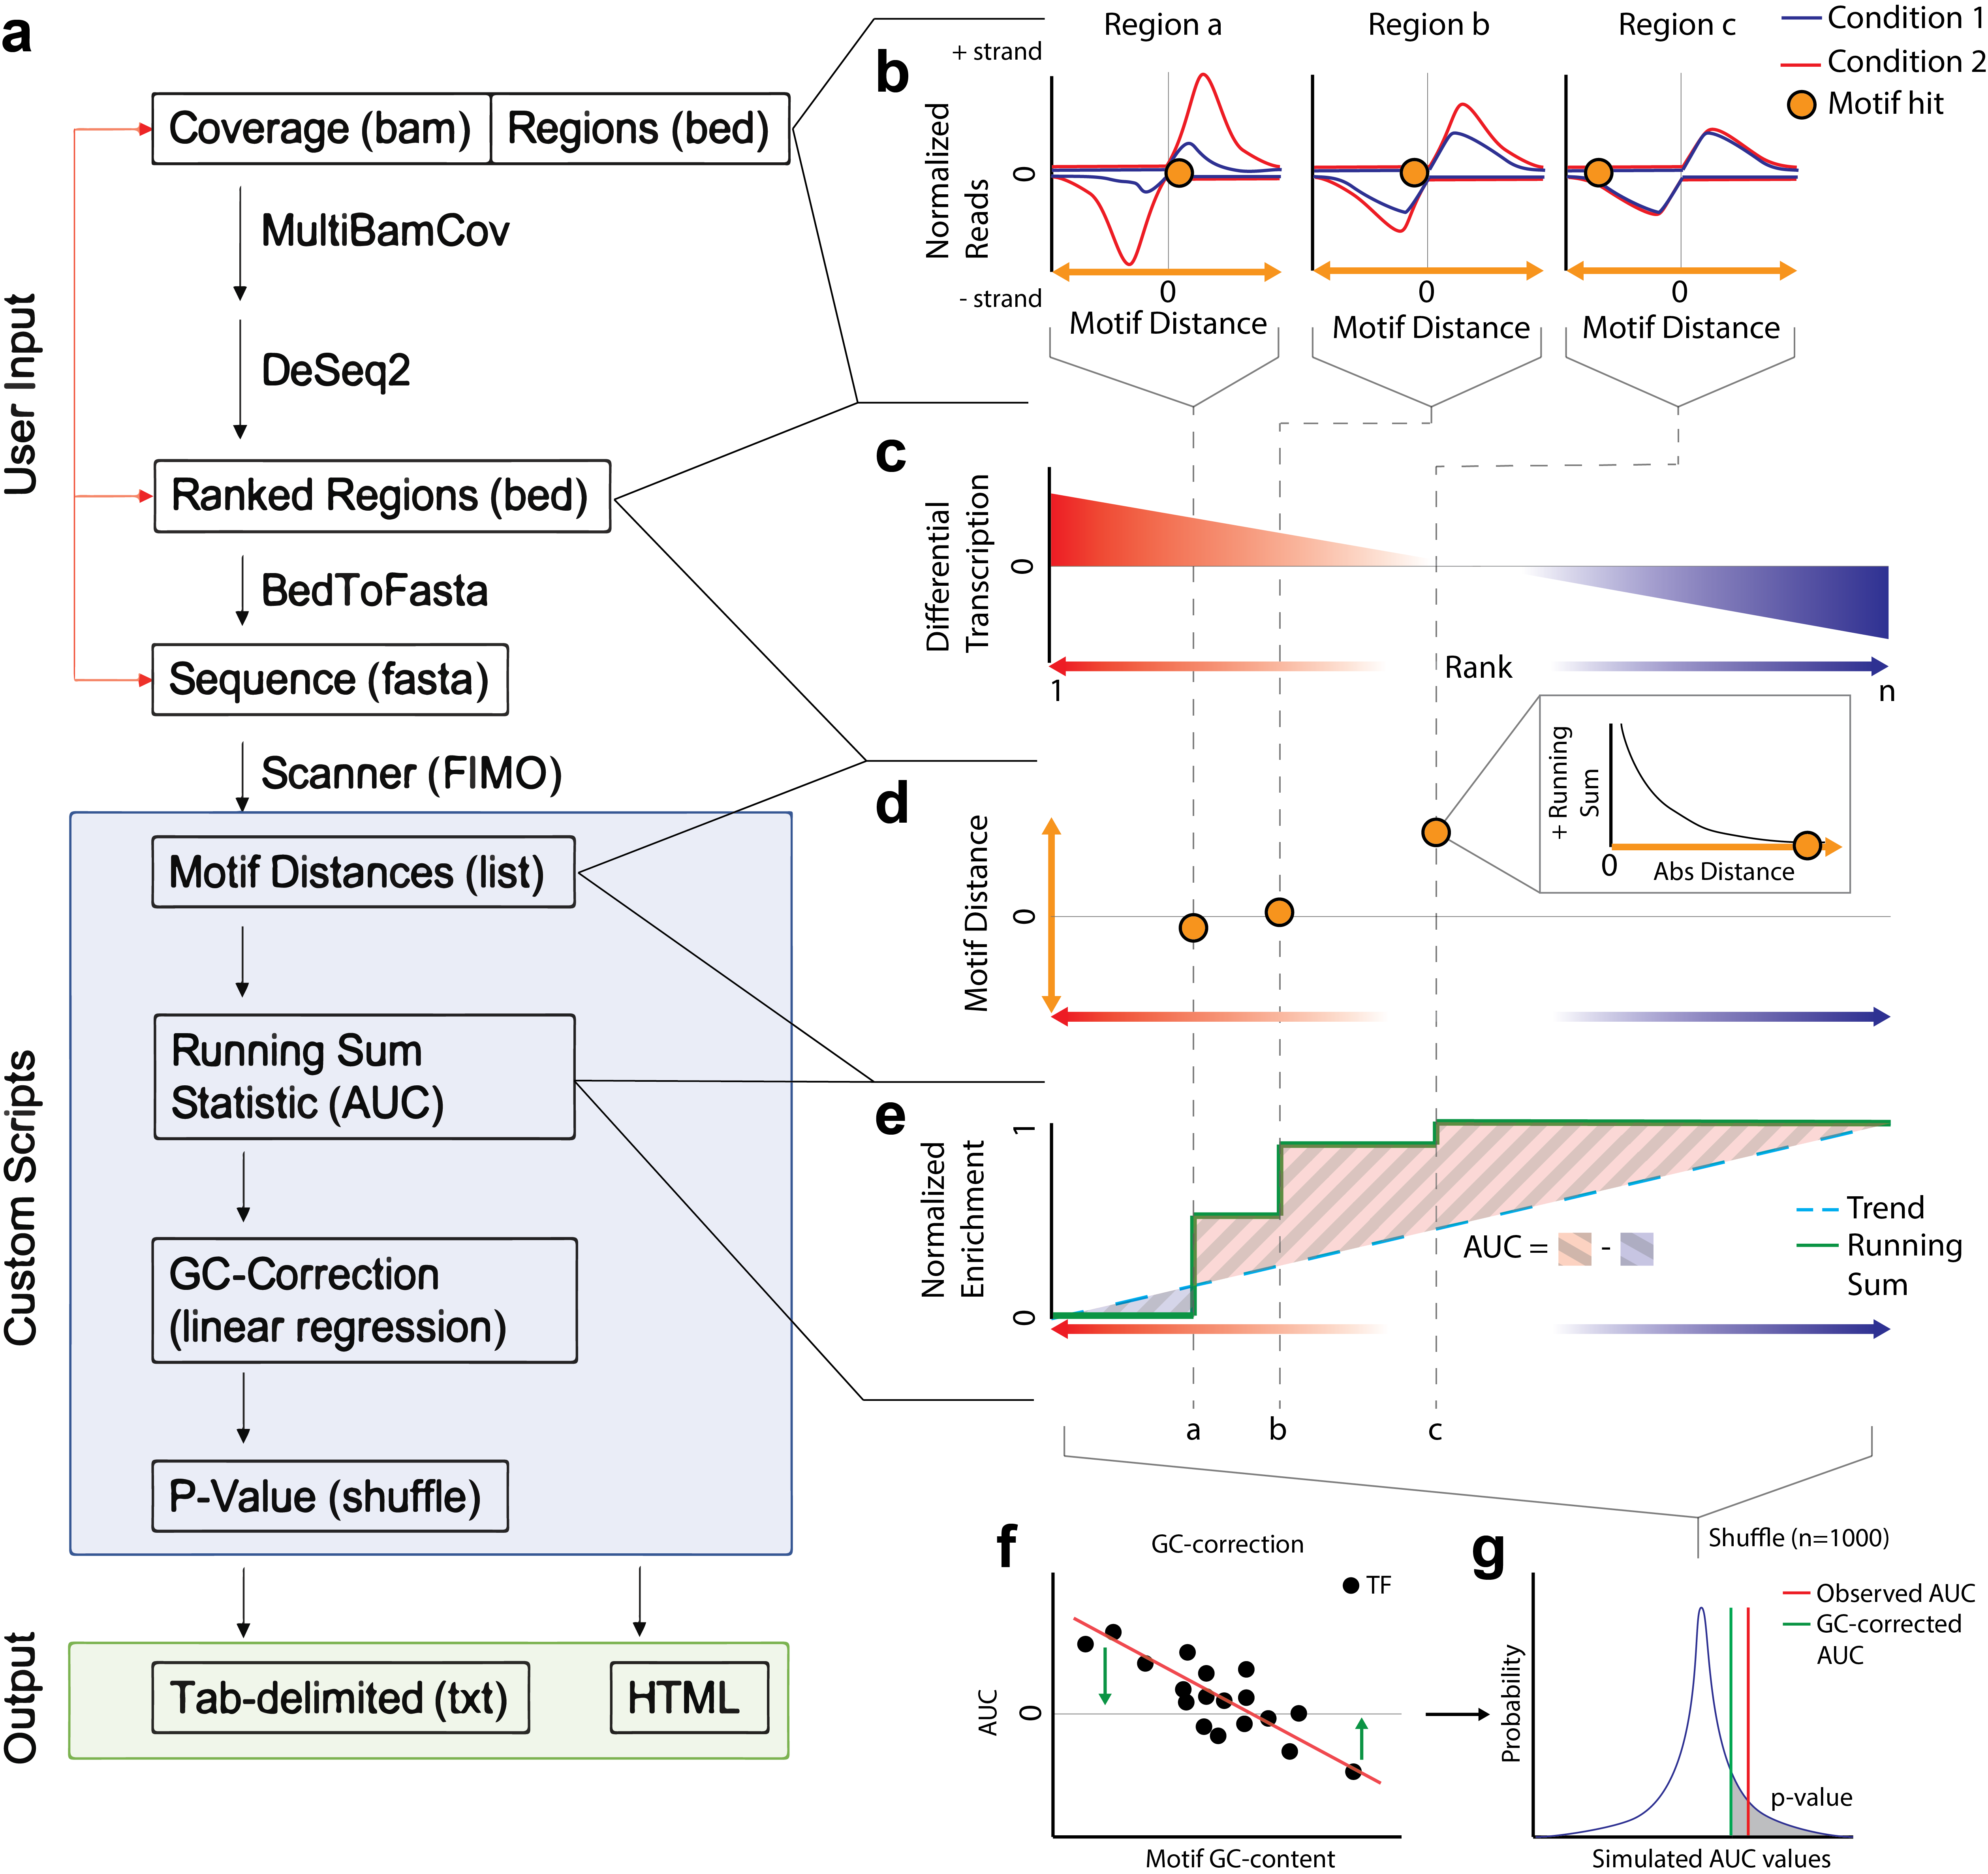 a
User Input
Coverage (bam)
Regions (bed)
MultiBamCov
DeSeq2
Ranked Regions (bed)
BedToFasta
Sequence (fasta)
Scanner (FIMO)
Custom Scripts
Motif Distances (list)
Running Sum
Statistic (AUC)
GC-Correction
(linear regression)
P-Value (shuffle)
Output
Tab-delimited (txt)
HTML
b
Region a
Region b
Region c
Condition 1
Condition 2
Motif hit
+ strand
Normalized
Reads
0
- strand
0
0
0
Motif Distance
Motif Distance
Motif Distance
c
Differential
Transcription
0
Rank
1
n
d
Motif Distance
0
+ Running
Sum
0
Abs Distance
e
Normalized
Enrichment
1
0
Trend
Running
Sum
AUC =
-
a
b
c
f
GC-correction
TF
AUC
0
Motif GC-content
g
Shuffle (n=1000)
Observed AUC
GC-corrected
AUC
Probability
p-value
Simulated AUC values